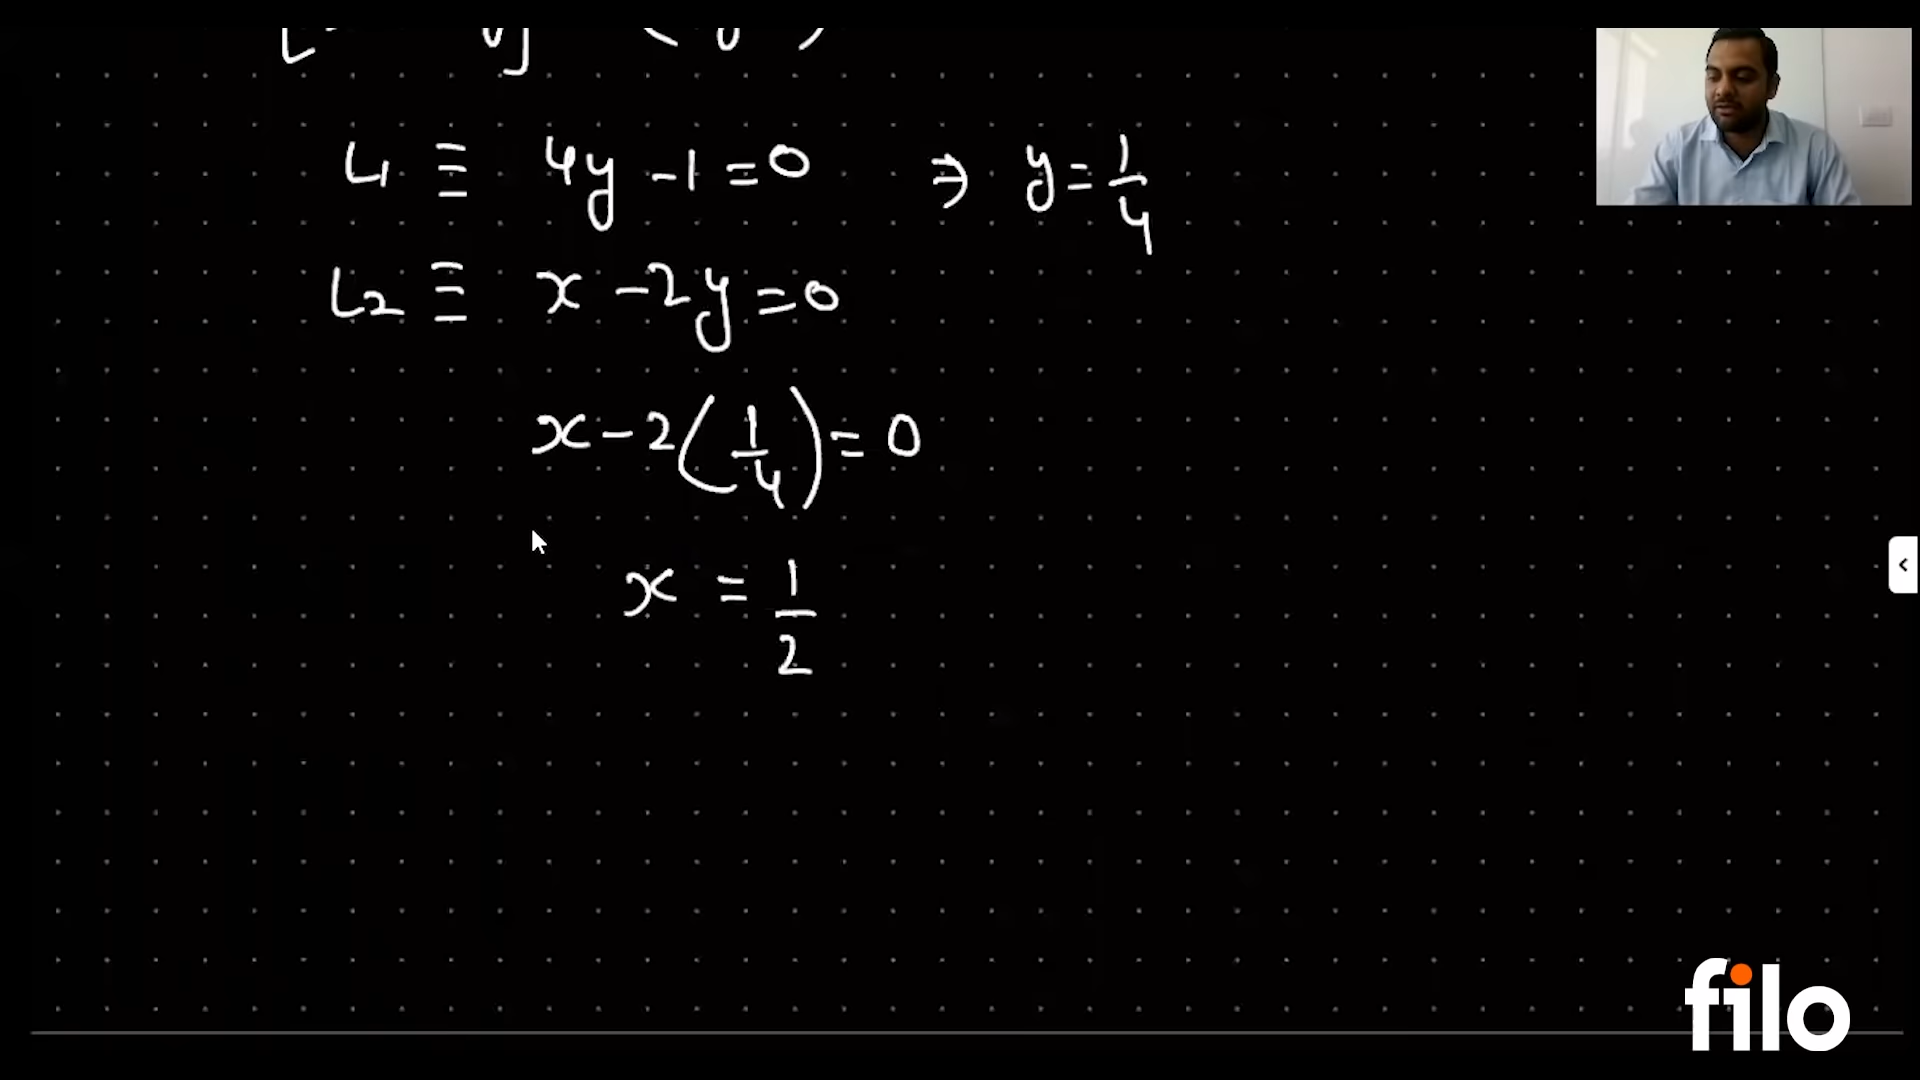 L1 ≡ 4y - 1 = 0 ⇒ y = 1/4
L2 ≡ x - 2y = 0
x - 2(1/4) = 0
x = 1/2
filo